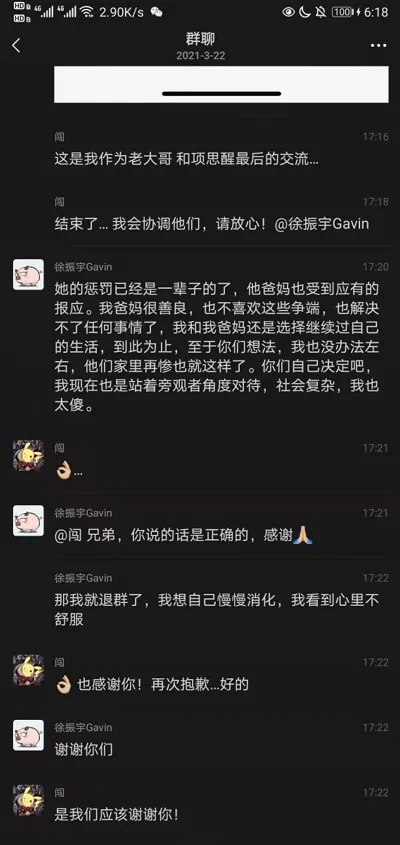 HD 4G 4G 2.90K/s 100 6:18
群聊
2021-3-22
闯 17:16
这是我作为老大哥 和项思醒最后的交流...
闯 17:18
结束了... 我会协调他们，请放心！@徐振宇Gavin
徐振宇Gavin 17:20
她的惩罚已经是一辈子的了，他爸妈也受到应有的
报应。我爸妈很善良，也不喜欢这些争端，也解决
不了任何事情了，我和我爸妈还是选择继续过自己
的生活，到此为止，至于你们想法，我也没办法左
右，他们家里再惨也就这样了。你们自己决定吧，
我现在也是站着旁观者角度对待，社会复杂，我也
太傻。
闯 17:21
👌🏼...
徐振宇Gavin 17:21
@闯 兄弟，你说的话是正确的，感谢🙏🏼
徐振宇Gavin 17:22
那我就退群了，我想自己慢慢消化，我看到心里不
舒服
闯 17:22
👌🏼 也感谢你！再次抱歉...好的
徐振宇Gavin 17:22
谢谢你们
闯 17:22
是我们应该谢谢你！